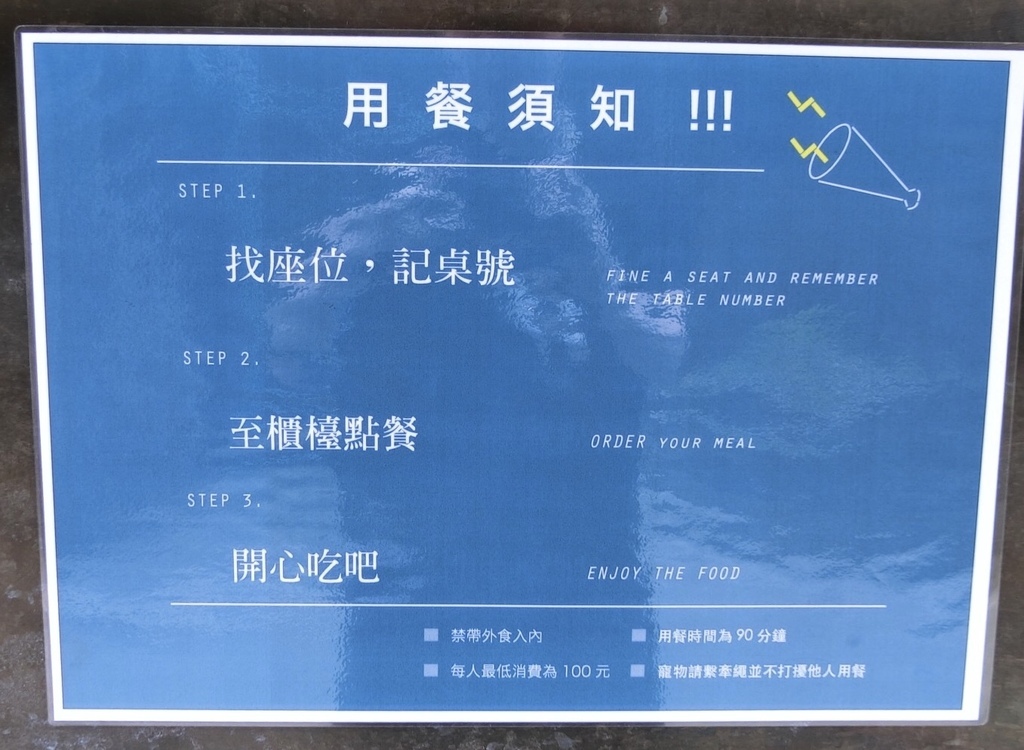 用餐須知 !!!
STEP 1.
找座位，記桌號
FINE A SEAT AND REMEMBER
THE TABLE NUMBER
STEP 2.
至櫃檯點餐
ORDER YOUR MEAL
STEP 3.
開心吃吧
ENJOY THE FOOD
禁帶外食入內
用餐時間為 90 分鐘
每人最低消費為 100 元
寵物請繫牽繩並不打擾他人用餐